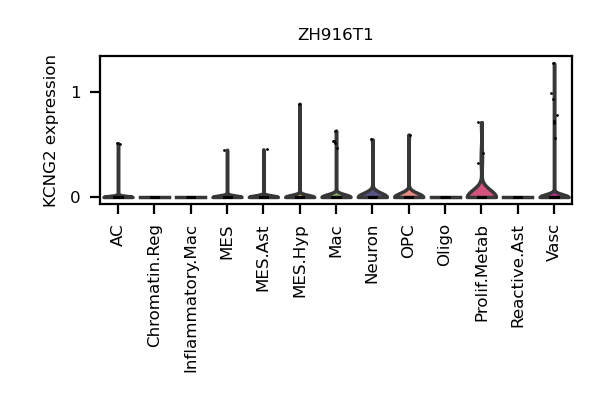 ZH916T1
KCNG2 expression
1
0
AC
Chromatin.Reg
Inflammatory.Mac
MES
MES.Ast
MES.Hyp
Mac
Neuron
OPC
Oligo
Prolif.Metab
Reactive.Ast
Vasc